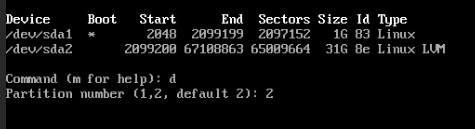 Device     Boot   Start      End  Sectors Size Id Type
/dev/sda1  *       2048  2099199  2097152   1G 83 Linux
/dev/sda2       2099200 67108863 65009664  31G 8e Linux LVM
Command (m for help): d
Partition number (1,2, default 2): 2